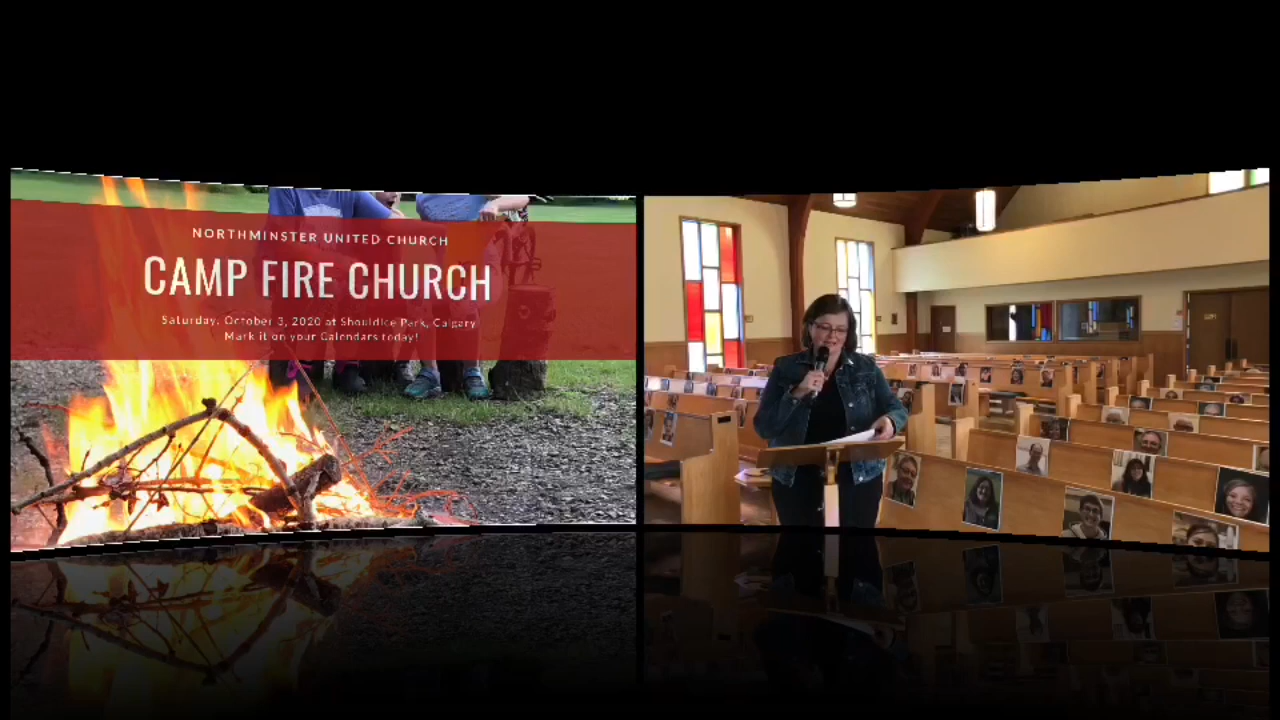 NORTHMINSTER UNITED CHURCH
CAMP FIRE CHURCH
Saturday, October 3, 2020 at Shouldice Park, Calgary
Mark it on your Calendars today!